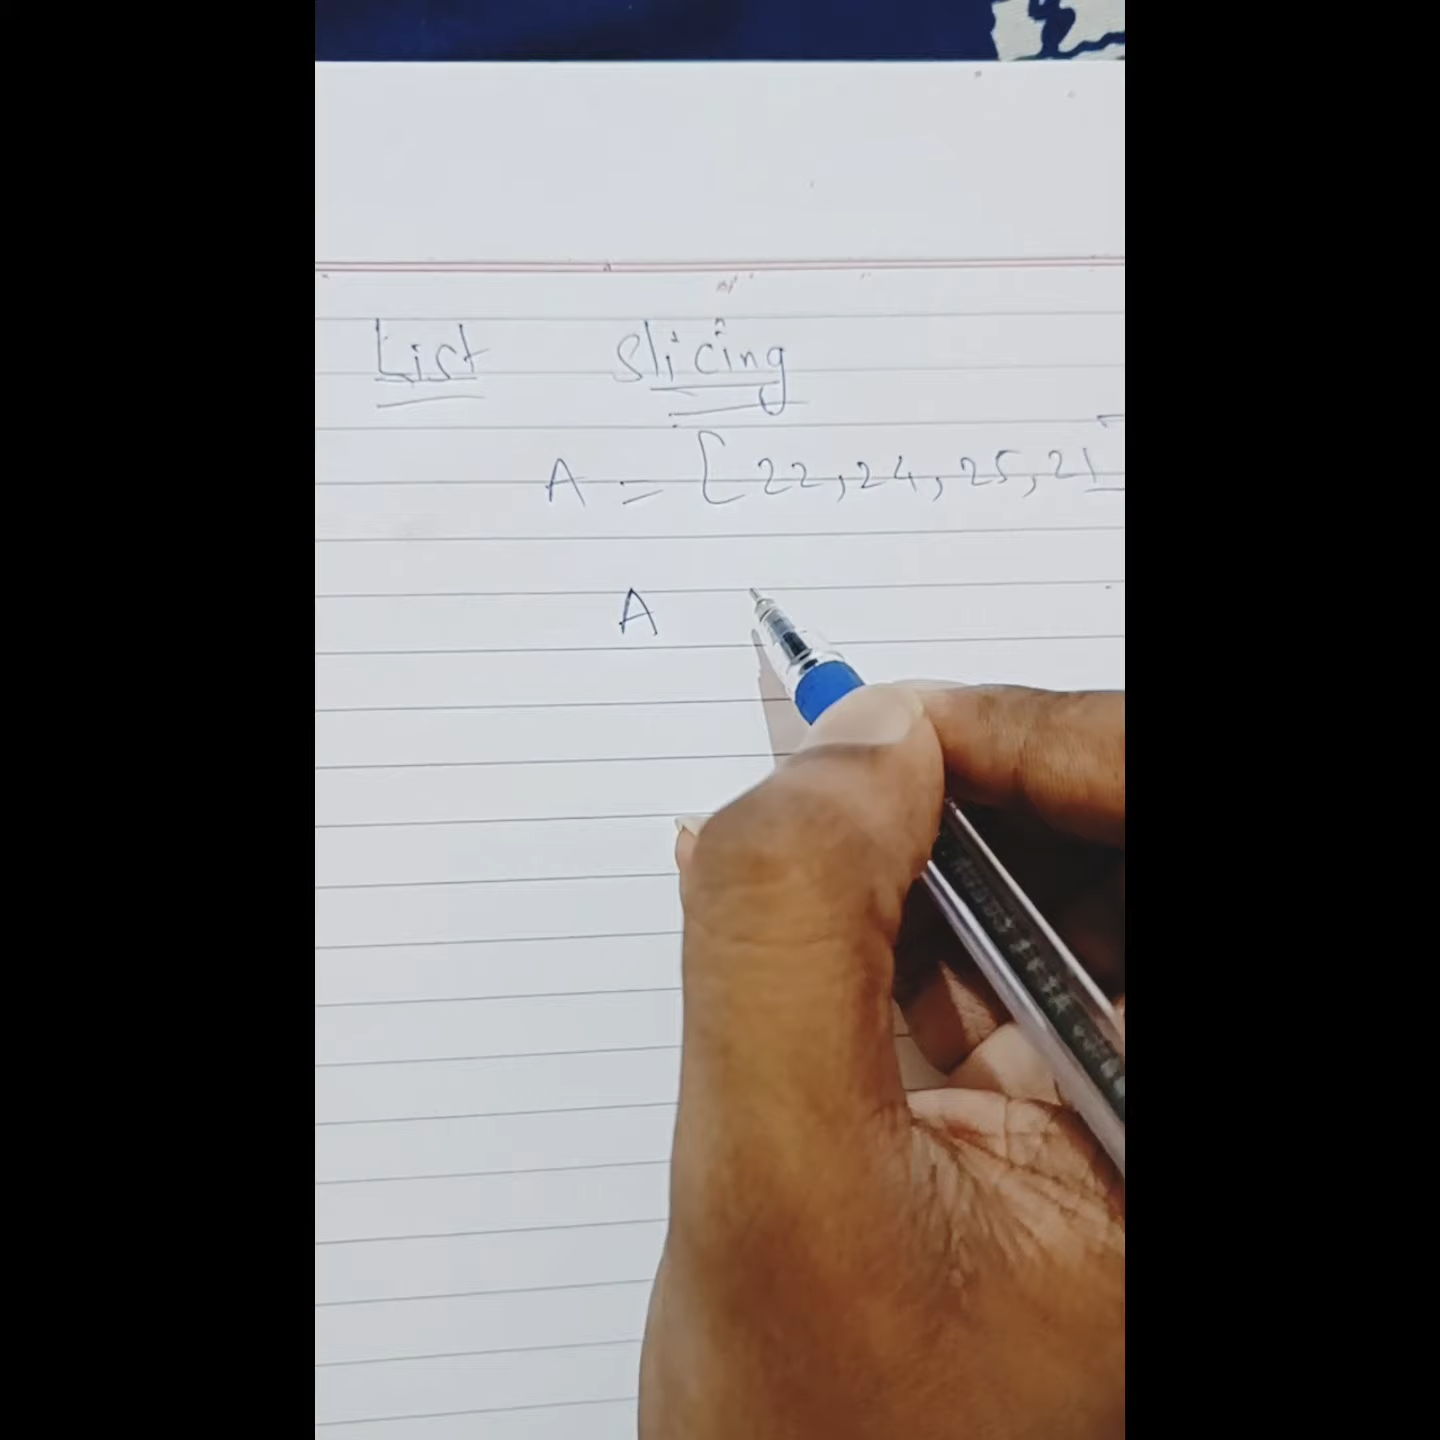 List Slicing
A = [22, 24, 25, 21]
A